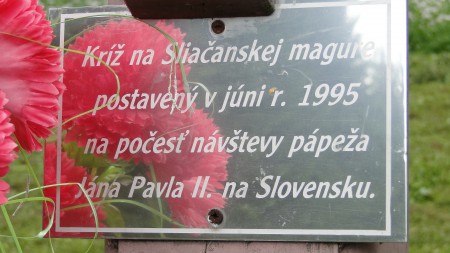 Kríž na Sliačanskej magure
postavený v júni r. 1995
na počesť návštevy pápeža
Jána Pavla II. na Slovensku.